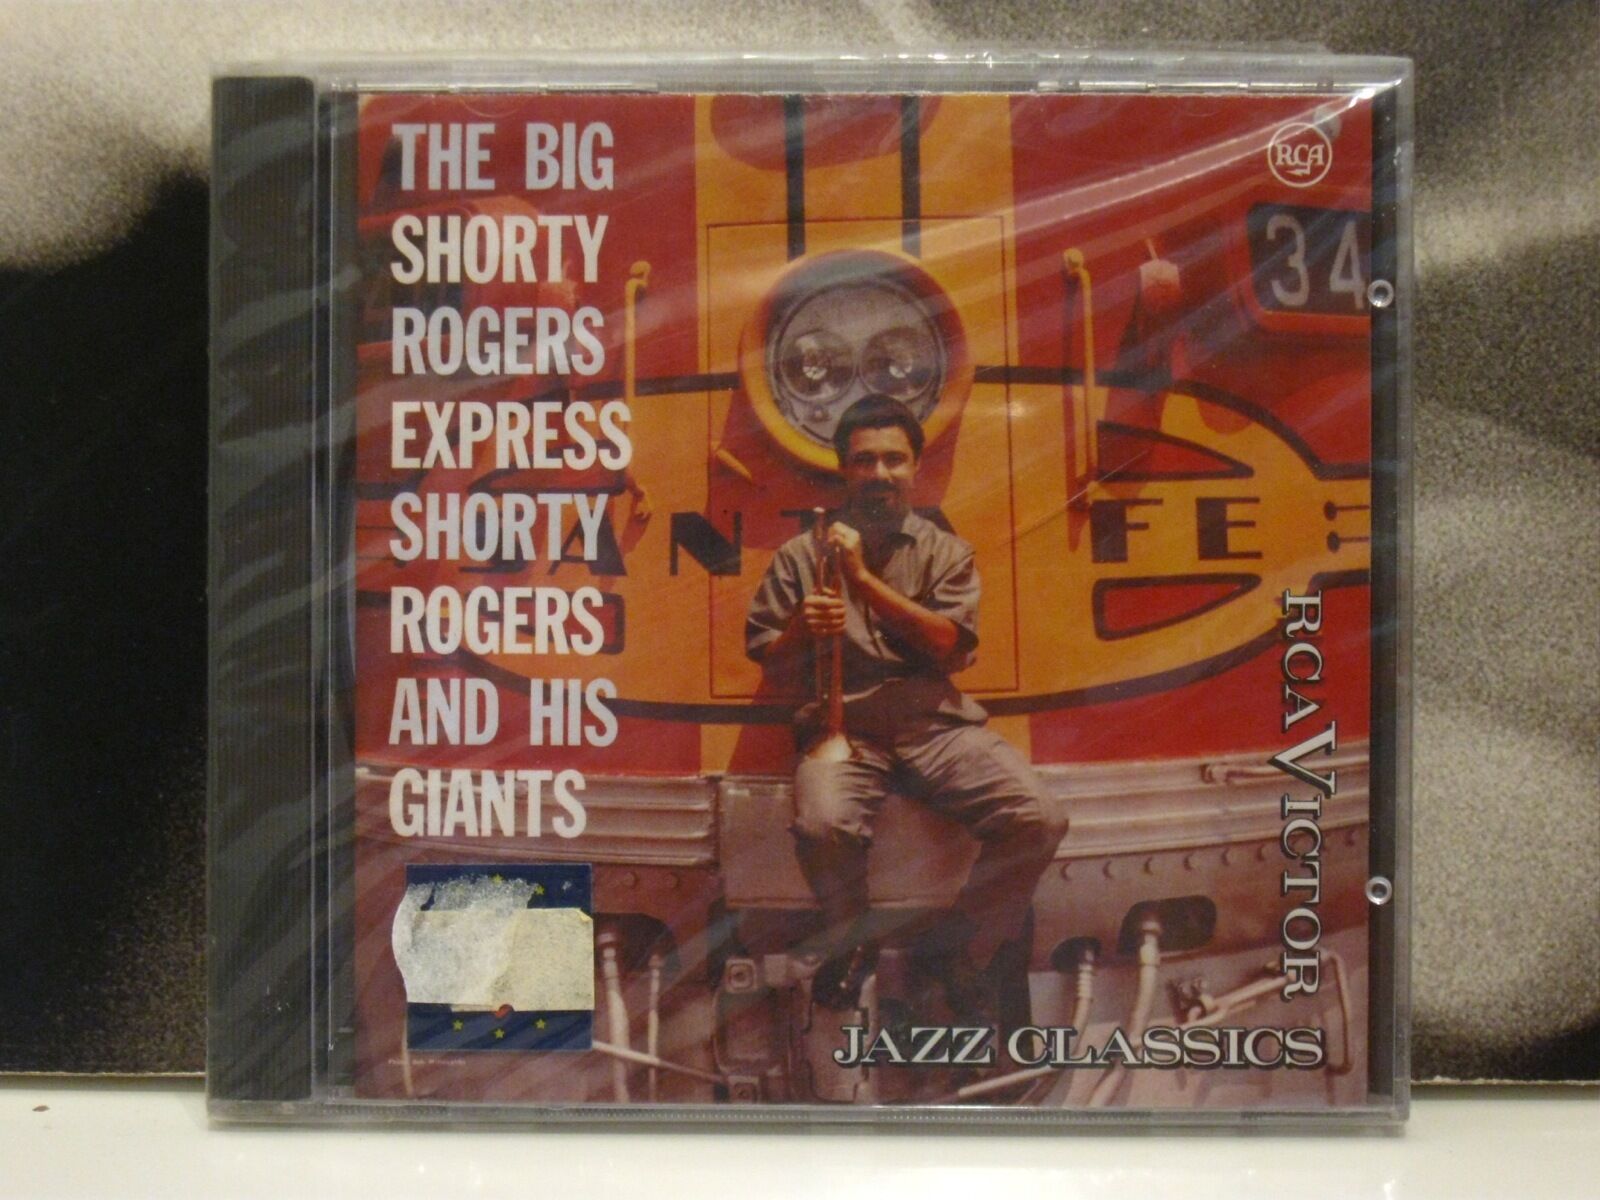 THE BIG
SHORTY
ROGERS
EXPRESS
SHORTY
ROGERS
AND HIS
GIANTS
RCA
34
SANTA FE
RCA VICTOR
JAZZ CLASSICS